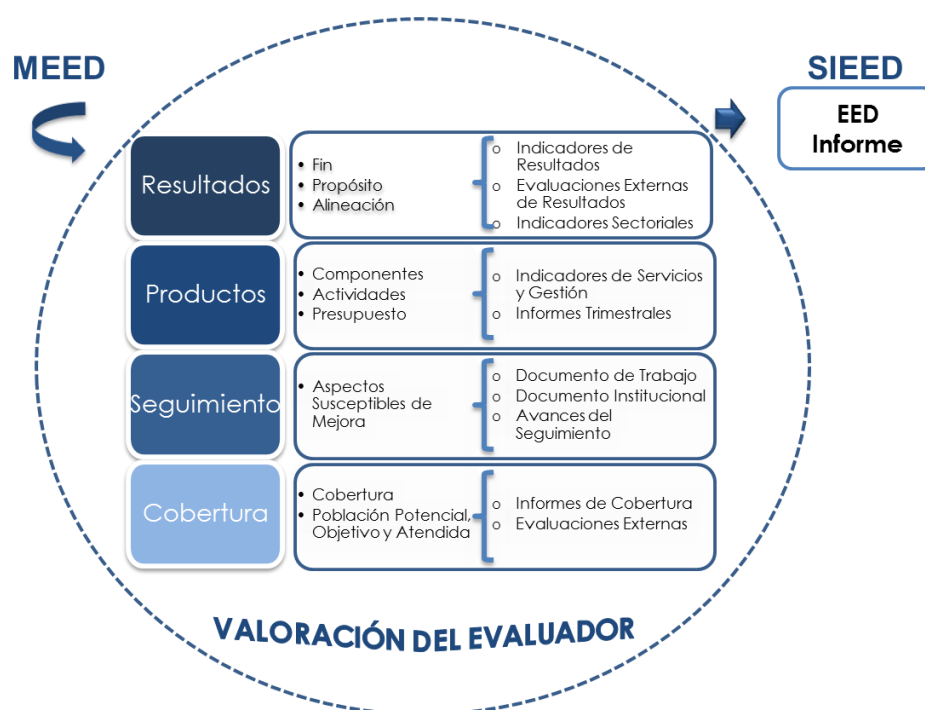 MEED
SIEED
EED
Informe
Resultados
• Fin
• Propósito
• Alineación
o Indicadores de
Resultados
o Evaluaciones Externas
de Resultados
o Indicadores Sectoriales
Productos
• Componentes
• Actividades
• Presupuesto
o Indicadores de Servicios
y Gestión
o Informes Trimestrales
Seguimiento
• Aspectos
Susceptibles de
Mejora
o Documento de Trabajo
o Documento Institucional
o Avances del
Seguimiento
Cobertura
• Cobertura
• Población Potencial,
Objetivo y Atendida
o Informes de Cobertura
o Evaluaciones Externas
VALORACIÓN DEL EVALUADOR